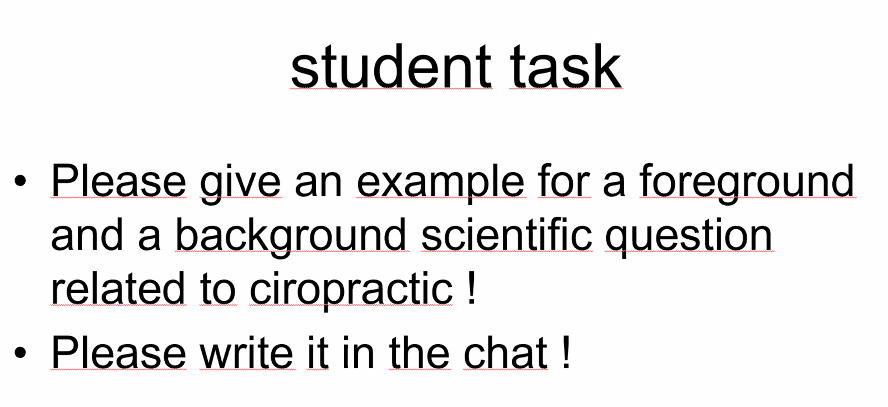 student task
• Please give an example for a foreground
and a background scientific question
related to ciropractic !
• Please write it in the chat !